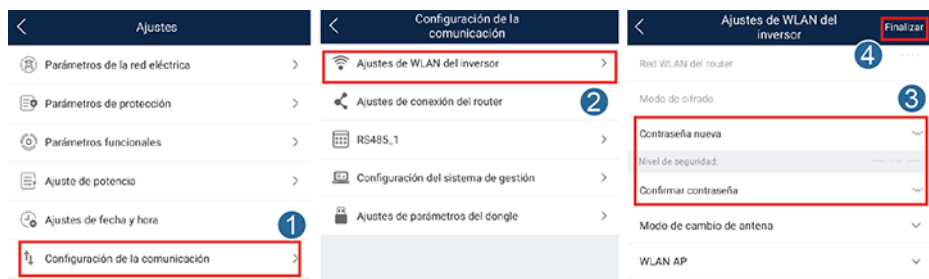 Ajustes
Parámetros de la red eléctrica
Parámetros de protección
Parámetros funcionales
Ajuste de potencia
Ajustes de fecha y hora
1
Configuración de la comunicación
Configuración de la
comunicación
Ajustes de WLAN del inversor
2
Ajustes de conexión del router
RS485_1
Configuración del sistema de gestión
Ajustes de parámetros del dongle
Ajustes de WLAN del
inversor
Finalizar
4
Red WLAN del router
Modo de cifrado
3
Contraseña nueva
Nivel de seguridad:
Confirmar contraseña
Modo de cambio de antena
WLAN AP